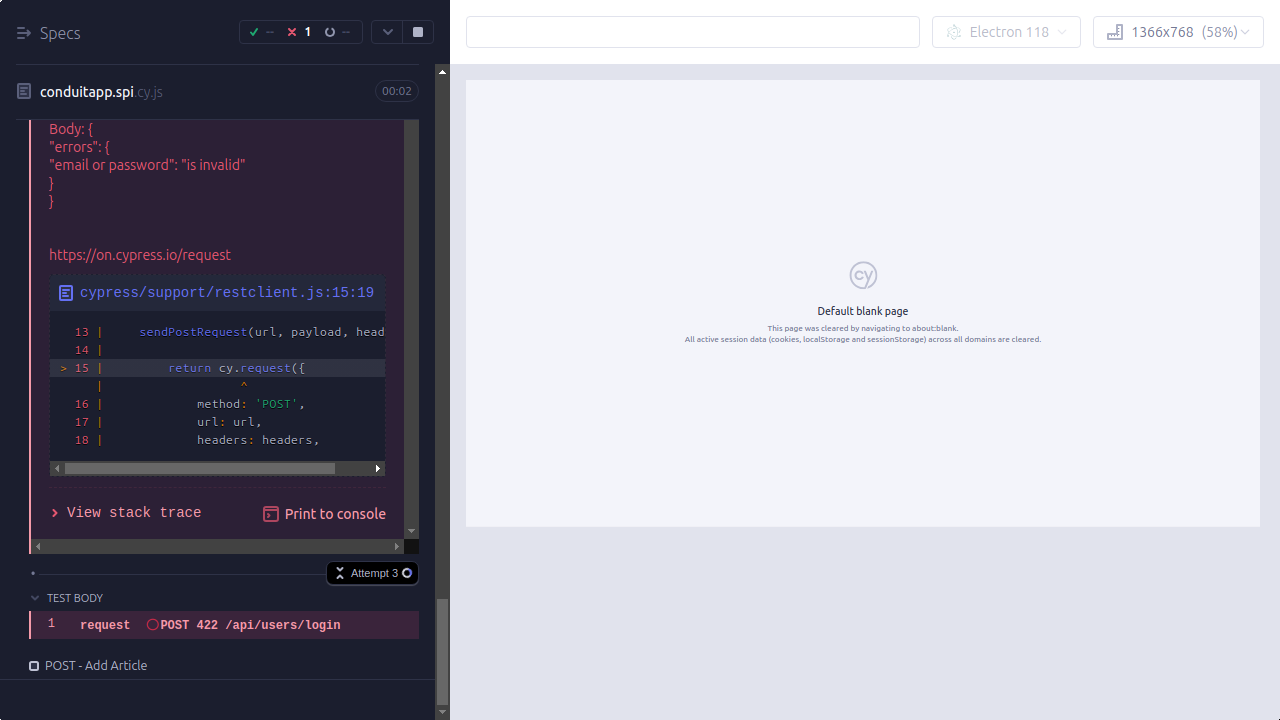 Specs
--
1
--
Electron 118
1366x768 (58%)
conduitapp.spi.cy.js
00:02
Body: {
"errors": {
"email or password": "is invalid"
}
}
https://on.cypress.io/request
cypress/support/restclient.js:15:19
13 | sendPostRequest(url, payload, head
14 |
> 15 | return cy.request({
| ^
16 | method: 'POST',
17 | url: url,
18 | headers: headers,
> View stack trace
Print to console
Attempt 3
TEST BODY
1 request POST 422 /api/users/login
POST - Add Article
cy
Default blank page
This page was cleared by navigating to about:blank.
All active session data (cookies, localStorage and sessionStorage) across all domains are cleared.